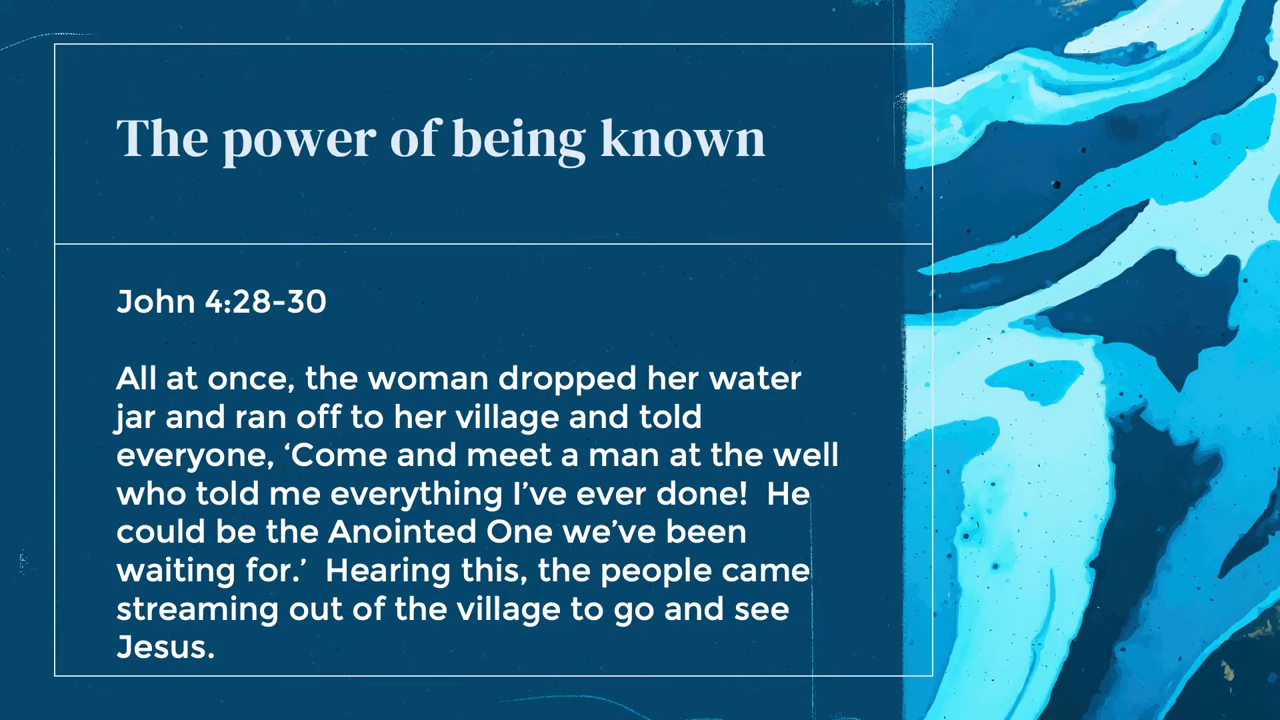 The power of being known
John 4:28-30
All at once, the woman dropped her water
jar and ran off to her village and told
everyone, ‘Come and meet a man at the well
who told me everything I’ve ever done!  He
could be the Anointed One we’ve been
waiting for.’  Hearing this, the people came
streaming out of the village to go and see
Jesus.